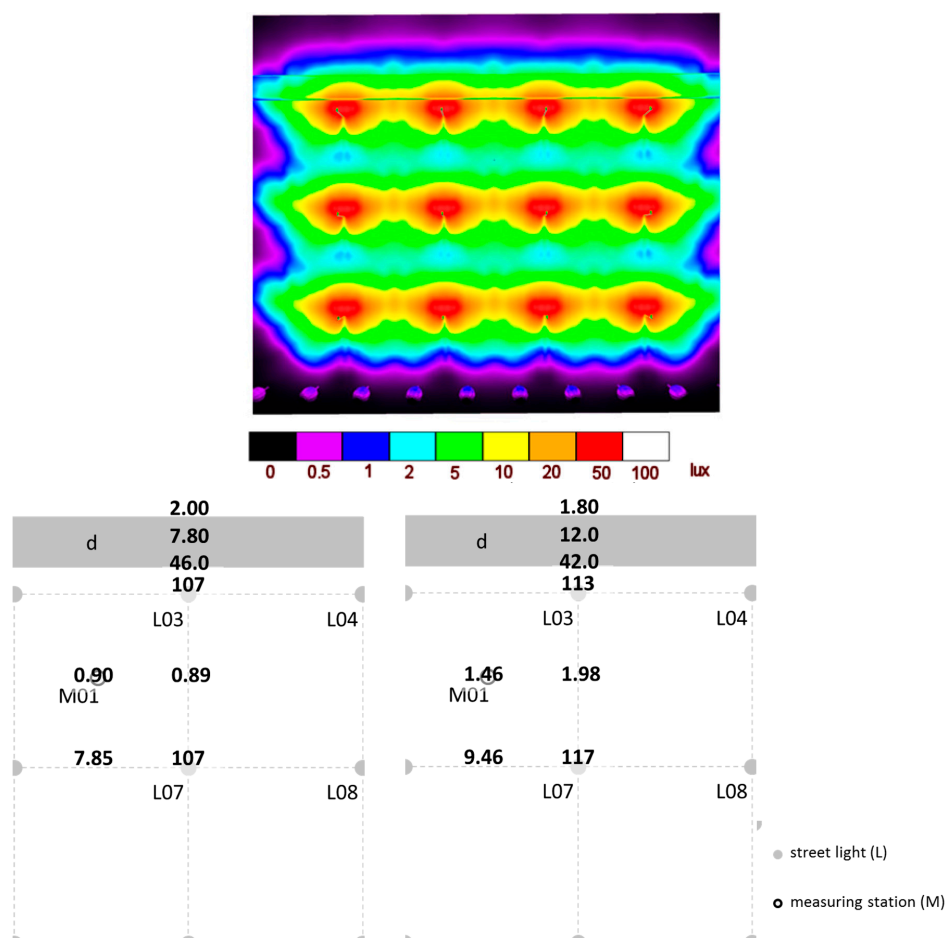 0 0.5 1 2 5 10 20 50 100 lux
2.00
d 7.80
46.0
107
L03 L04
0.90 0.89
M01
7.85 107
L07 L08
1.80
d 12.0
42.0
113
L03 L04
1.46 1.98
M01
9.46 117
L07 L08
street light (L)
measuring station (M)